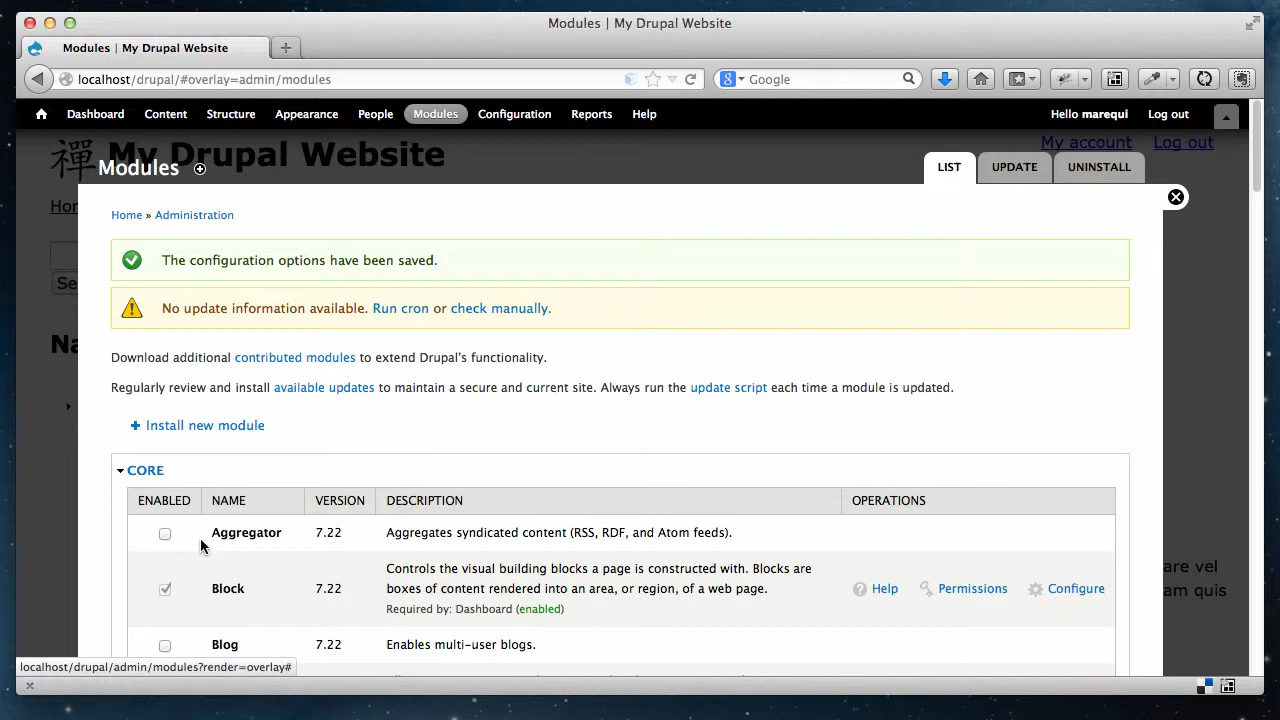 Modules | My Drupal Website
Modules | My Drupal Website
localhost/drupal/#overlay=admin/modules
Google
Dashboard Content Structure Appearance People Modules Configuration Reports Help Hello marequi Log out
禪 My Drupal Website
My account Log out
Modules
LIST UPDATE UNINSTALL
Home » Administration
The configuration options have been saved.
No update information available. Run cron or check manually.
Download additional contributed modules to extend Drupal's functionality.
Regularly review and install available updates to maintain a secure and current site. Always run the update script each time a module is updated.
+ Install new module
CORE
ENABLED NAME VERSION DESCRIPTION OPERATIONS
Aggregator 7.22 Aggregates syndicated content (RSS, RDF, and Atom feeds).
Block 7.22 Controls the visual building blocks a page is constructed with. Blocks are
boxes of content rendered into an area, or region, of a web page.
Required by: Dashboard (enabled)
Help Permissions Configure
Blog 7.22 Enables multi-user blogs.
are vel
am quis
localhost/drupal/admin/modules?render=overlay#